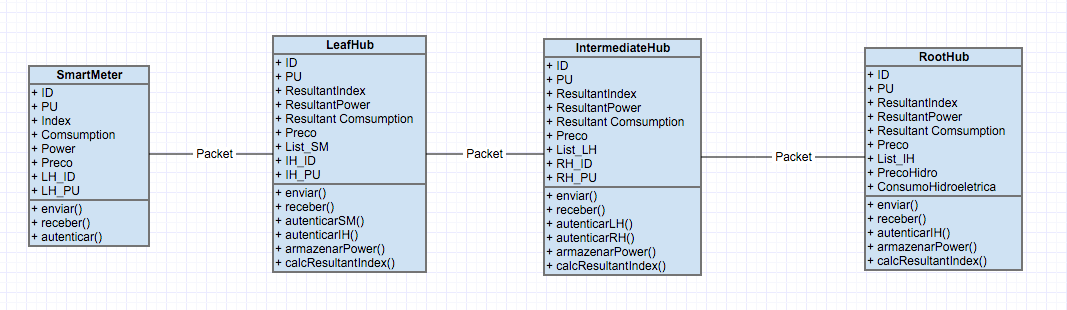 SmartMeter
+ ID
+ PU
+ Index
+ Comsumption
+ Power
+ Preco
+ LH_ID
+ LH_PU
+ enviar()
+ receber()
+ autenticar()
Packet
LeafHub
+ ID
+ PU
+ ResultantIndex
+ ResultantPower
+ Resultant Comsumption
+ Preco
+ List_SM
+ IH_ID
+ IH_PU
+ enviar()
+ receber()
+ autenticarSM()
+ autenticarIH()
+ armazenarPower()
+ calcResultantIndex()
Packet
IntermediateHub
+ ID
+ PU
+ ResultantIndex
+ ResultantPower
+ Resultant Comsumption
+ Preco
+ List_LH
+ RH_ID
+ RH_PU
+ enviar()
+ receber()
+ autenticarLH()
+ autenticarRH()
+ armazenarPower()
+ calcResultantIndex()
Packet
RootHub
+ ID
+ PU
+ ResultantIndex
+ ResultantPower
+ Resultant Comsumption
+ Preco
+ List_IH
+ PrecoHidro
+ ConsumoHidroeletrica
+ enviar()
+ receber()
+ autenticarIH()
+ armazenarPower()
+ calcResultantIndex()